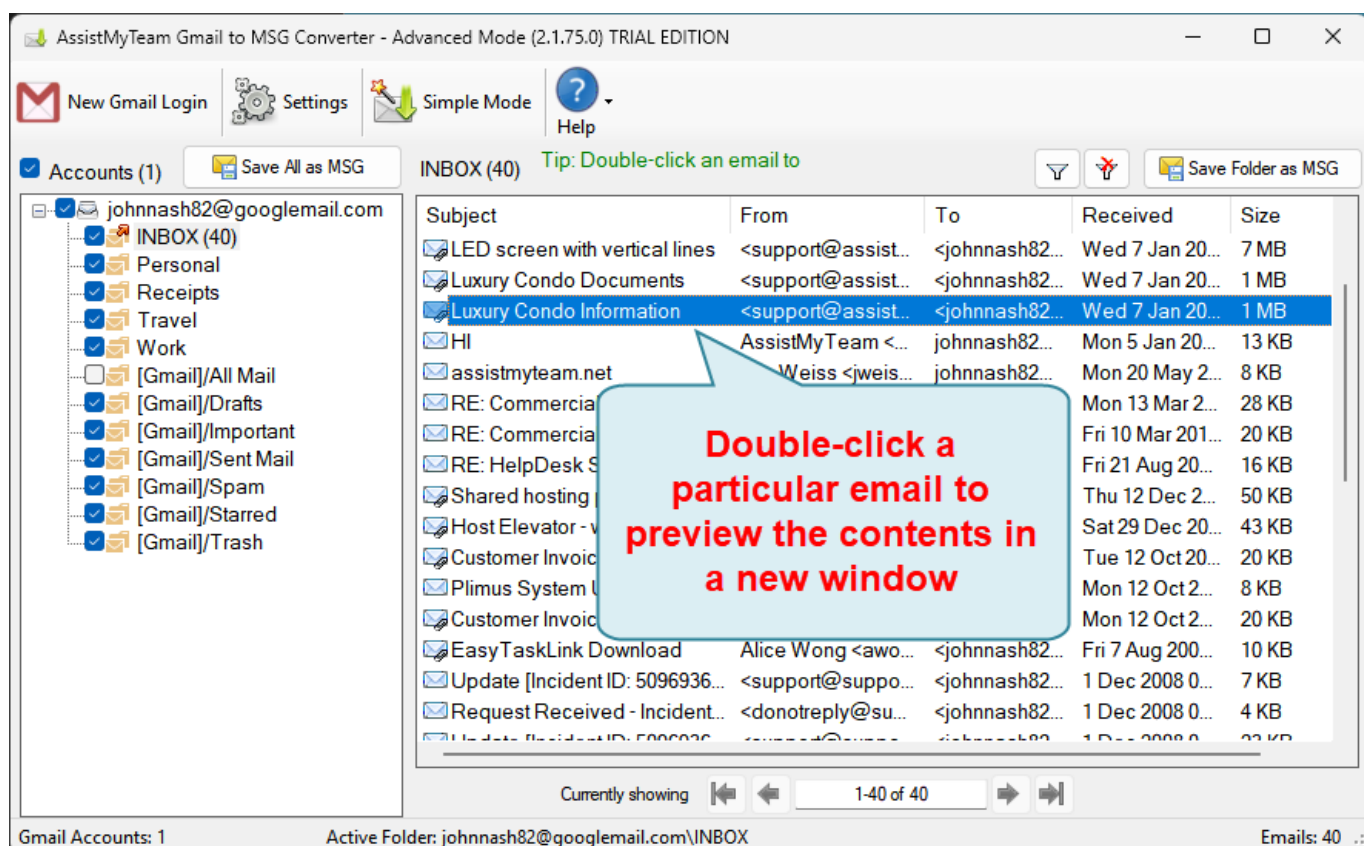 AssistMyTeam Gmail to MSG Converter - Advanced Mode (2.1.75.0) TRIAL EDITION
New Gmail Login Settings Simple Mode Help
Accounts (1) Save All as MSG INBOX (40) Tip: Double-click an email to Save Folder as MSG
johnnash82@googlemail.com
INBOX (40)
Personal
Receipts
Travel
Work
[Gmail]/All Mail
[Gmail]/Drafts
[Gmail]/Important
[Gmail]/Sent Mail
[Gmail]/Spam
[Gmail]/Starred
[Gmail]/Trash
Subject From To Received Size
LED screen with vertical lines <support@assist... <johnnash82... Wed 7 Jan 20... 7 MB
Luxury Condo Documents <support@assist... <johnnash82... Wed 7 Jan 20... 1 MB
Luxury Condo Information <support@assist... <johnnash82... Wed 7 Jan 20... 1 MB
HI AssistMyTeam <... johnnash82... Mon 5 Jan 20... 13 KB
assistmyteam.net Weiss <jweis... johnnash82... Mon 20 May 2... 8 KB
RE: Commercia Mon 13 Mar 2... 28 KB
RE: Commercia Fri 10 Mar 201... 20 KB
RE: HelpDesk S Fri 21 Aug 20... 16 KB
Shared hosting Thu 12 Dec 2... 50 KB
Host Elevator - Sat 29 Dec 20... 43 KB
Customer Invoic Tue 12 Oct 20... 20 KB
Plimus System Mon 12 Oct 2... 8 KB
Customer Invoic Mon 12 Oct 2... 20 KB
EasyTaskLink Download Alice Wong <awo... <johnnash82... Fri 7 Aug 200... 10 KB
Update [Incident ID: 5096936... <support@suppo... <johnnash82... 1 Dec 2008 0... 7 KB
Request Received - Incident... <donotreply@su... <johnnash82... 1 Dec 2008 0... 4 KB
Double-click a
particular email to
preview the contents in
a new window
Currently showing 1-40 of 40
Gmail Accounts: 1 Active Folder: johnnash82@googlemail.com\INBOX Emails: 40